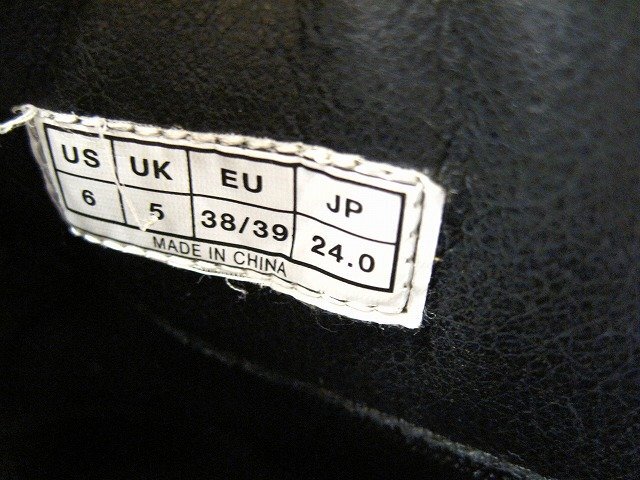 US UK EU JP
6 5 38/39 24.0
MADE IN CHINA